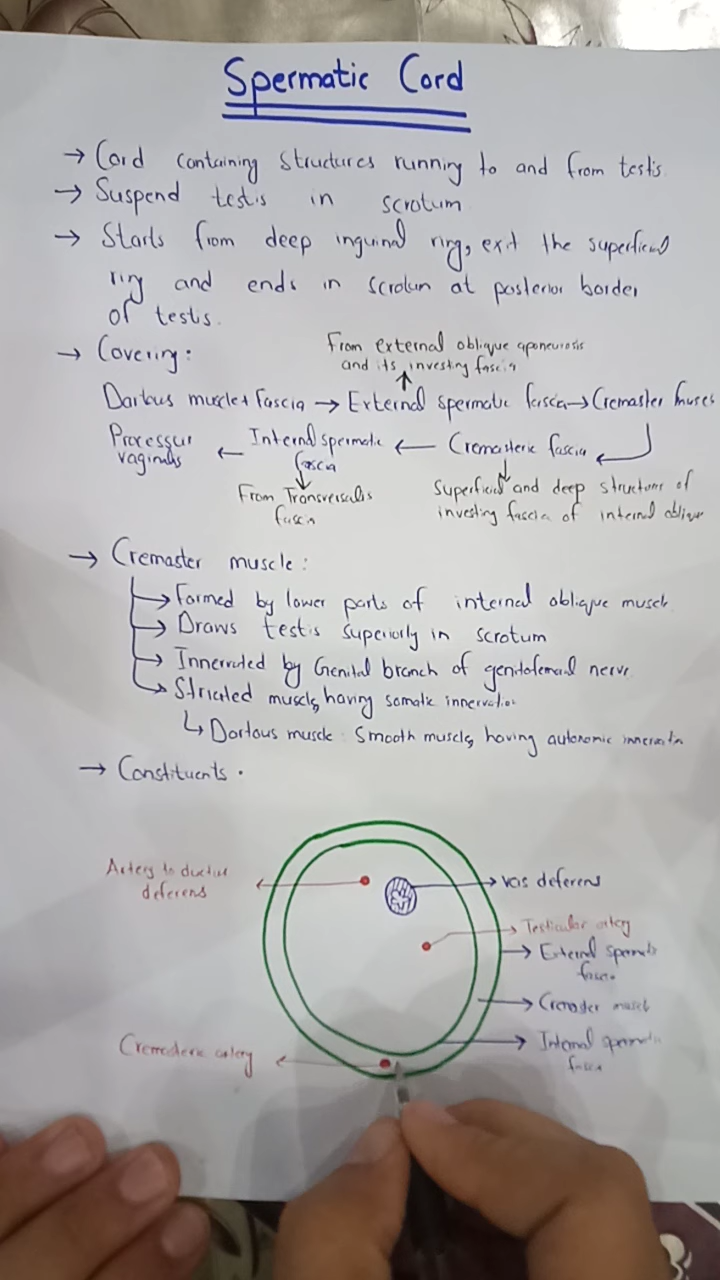 Spermatic Cord
→ Cord containing structures running to and from testis.
→ Suspend testis in scrotum
→ Starts from deep inguinal ring, exit the superficial
ring and ends in scrotum at posterior border
of testis.
→ Covering:
From external oblique aponeurosis
and its investing fascia
Dartous muscle + Fascia → External spermatic fascia → Cremaster
Processus
vaginalis
← Internal spermatic
fascia
← Cremasteric fascia
From Transversalis
fascia
Superficial and deep of
investing fascia of internal oblique
→ Cremaster muscle:
→ Formed by lower parts of internal oblique muscle
→ Draws testis superiorly in scrotum
→ Innervated by Genital branch of genitofemoral nerve
→ Striated muscle, having somatic innervation
↳ Dartous muscle: Smooth muscle, having autonomic innervation
→ Constituents.
Artery to ductus
deferens
vas deferens
Testicular artery
External spermatic
fascia
Cremaster muscle
Internal spermatic
fascia
Cremasteric artery